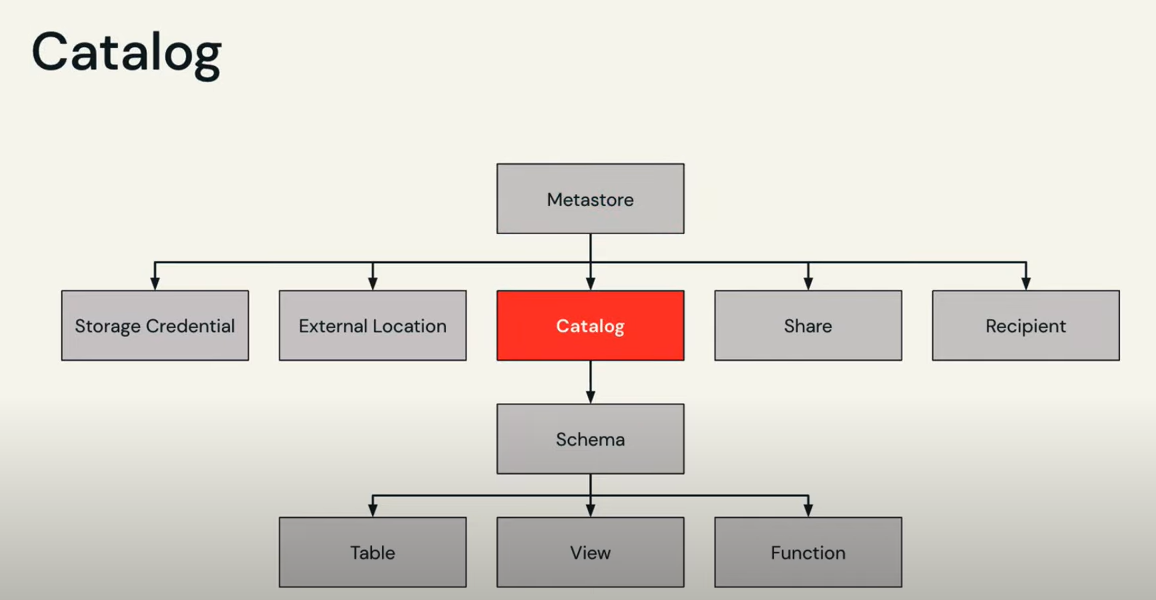 Catalog
Metastore
Storage Credential
External Location
Catalog
Share
Recipient
Schema
Table
View
Function